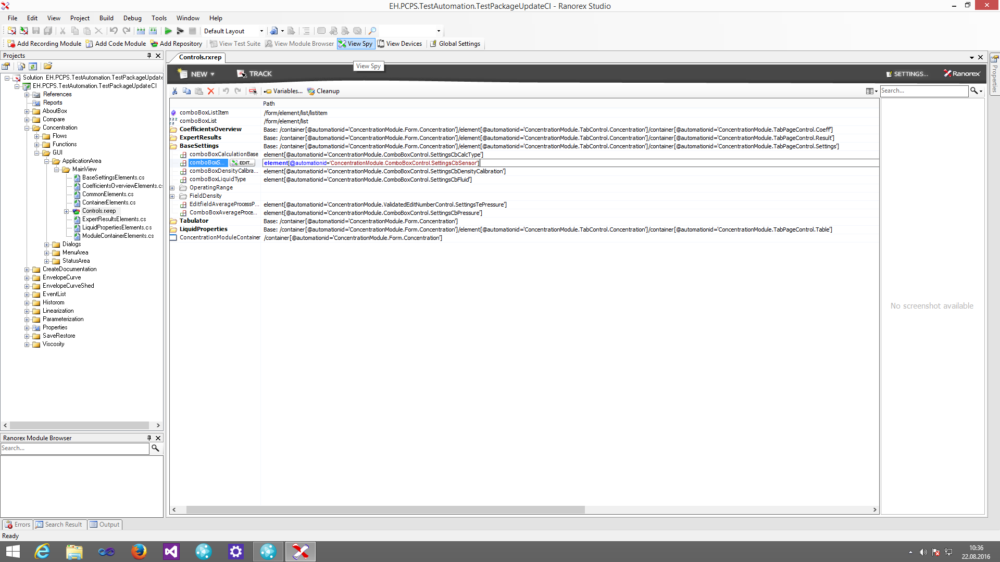 EH.PCPS.TestAutomation.TestPackageUpdateCI - Ranorex Studio
File Edit View Project Build Debug Tools Window Help
Default Layout
Add Recording Module Add Code Module Add Repository View Test Suite View Module Browser View Spy View Devices Global Settings
Projects
Controls.rxrep
View Spy
NEW TRACK SETTINGS... Ranorex
Properties
Solution EH.PCPS.TestAutomation.TestPackageUpdate
EH.PCPS.TestAutomation.TestPackageUpdateCI
References
Reports
AboutBox
Compare
Concentration
Flows
Functions
GUI
ApplicationArea
MainView
BaseSettingsElements.cs
CoefficientsOverviewElements.c
CommonElements.cs
ContainerElements.cs
Controls.rxrep
ExpertResultsElements.cs
LiquidPropertiesElements.cs
ModuleContainerElements.cs
Dialogs
MenuArea
StatusArea
CreateDocumentation
EnvelopeCurve
EnvelopeCurveShed
EventList
Historom
Linearization
Parameterization
Properties
SaveRestore
Viscosity
Variables... Cleanup
Search...
Path
comboBoxListItem /form/element/list/listitem
comboBoxList /form/element/list
CoefficientsOverview Base: /container[@automationid='ConcentrationModule.Form.Concentration']/element[@automationid='ConcentrationModule.TabControl.Concentration']/container[@automationid='ConcentrationModule.TabPageControl.Coeff']
ExpertResults Base: /container[@automationid='ConcentrationModule.Form.Concentration']/element[@automationid='ConcentrationModule.TabControl.Concentration']/container[@automationid='ConcentrationModule.TabPageControl.Result']
BaseSettings Base: /container[@automationid='ConcentrationModule.Form.Concentration']/element[@automationid='ConcentrationModule.TabControl.Concentration']/container[@automationid='ConcentrationModule.TabPageControl.Settings']
comboBoxCalculationBase element[@automationid='ConcentrationModule.ComboBoxControl.SettingsCbCalcType']
comboBoxS... EDIT... element[@automationid='ConcentrationModule.ComboBoxControl.SettingsCbSensor']
comboBoxDensityCalibra... element[@automationid='ConcentrationModule.ComboBoxControl.SettingsCbDensityCalibration']
comboBoxLiquidType element[@automationid='ConcentrationModule.ComboBoxControl.SettingsCbFluid']
OperatingRange
FieldDensity
EditfieldAverageProcessP... element[@automationid='ConcentrationModule.ValidatedEditNumberControl.SettingsTePressure']
ComboBoxAverageProce... element[@automationid='ConcentrationModule.ComboBoxControl.SettingsCbPressure']
Tabulator Base: /container[@automationid='ConcentrationModule.Form.Concentration']
LiquidProperties Base: /container[@automationid='ConcentrationModule.Form.Concentration']/element[@automationid='ConcentrationModule.TabControl.Concentration']/container[@automationid='ConcentrationModule.TabPageControl.Table']
ConcentrationModuleContainer /container[@automationid='ConcentrationModule.Form.Concentration']
No screenshot available
Ranorex Module Browser
Search...
Errors Search Result Output
Ready
10:36
22.08.2016